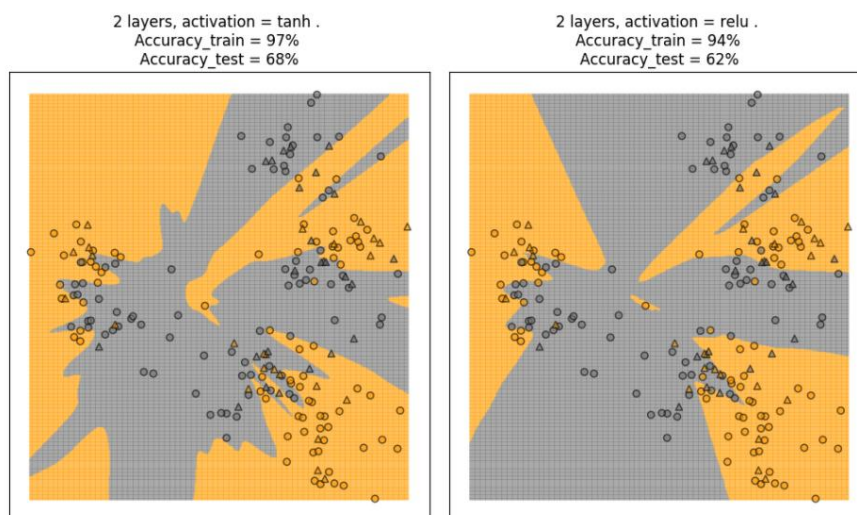 2 layers, activation = tanh .
Accuracy_train = 97%
Accuracy_test = 68%
2 layers, activation = relu .
Accuracy_train = 94%
Accuracy_test = 62%